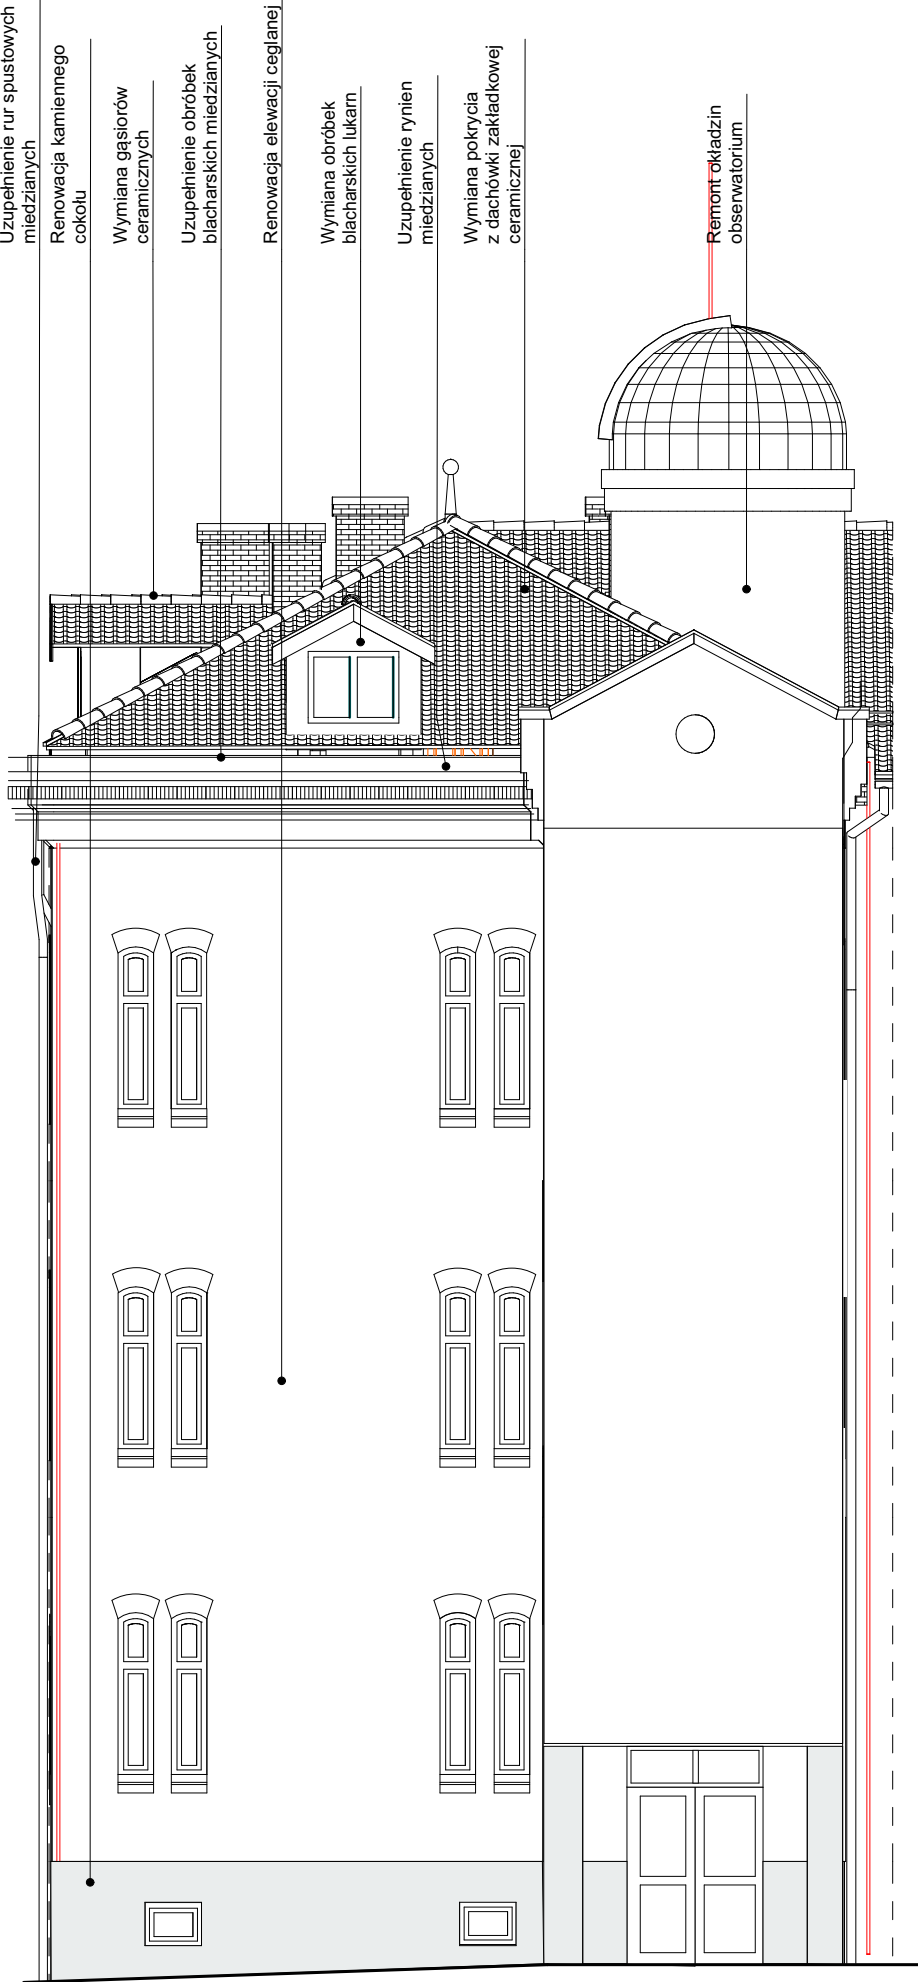 Uzupełnienie rur spustowych
miedzianych
Renowacja kamiennego
cokołu
Wymiana gąsiorów
ceramicznych
Uzupełnienie obróbek
blacharskich miedzianych
Renowacja elewacji ceglanej
Wymiana obróbek
blacharskich lukarn
Uzupełnienie rynien
miedzianych
Wymiana pokrycia
z dachówki zakładkowej
ceramicznej
Remont okładzin
obserwatorium